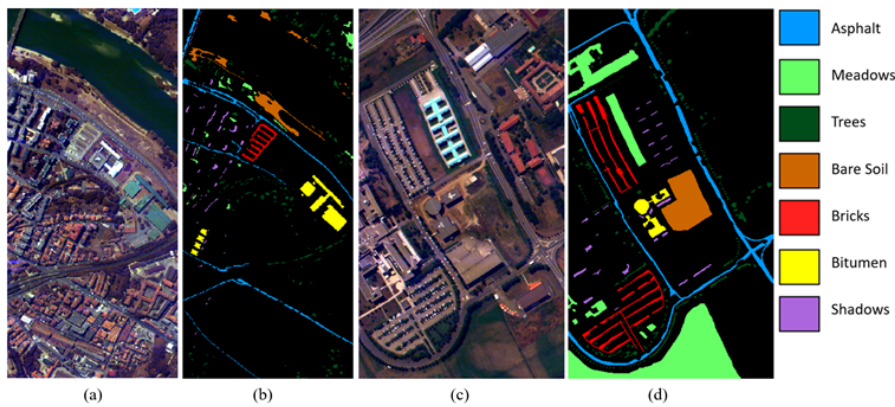 Asphalt
Meadows
Trees
Bare Soil
Bricks
Bitumen
Shadows
(a) (b) (c) (d)